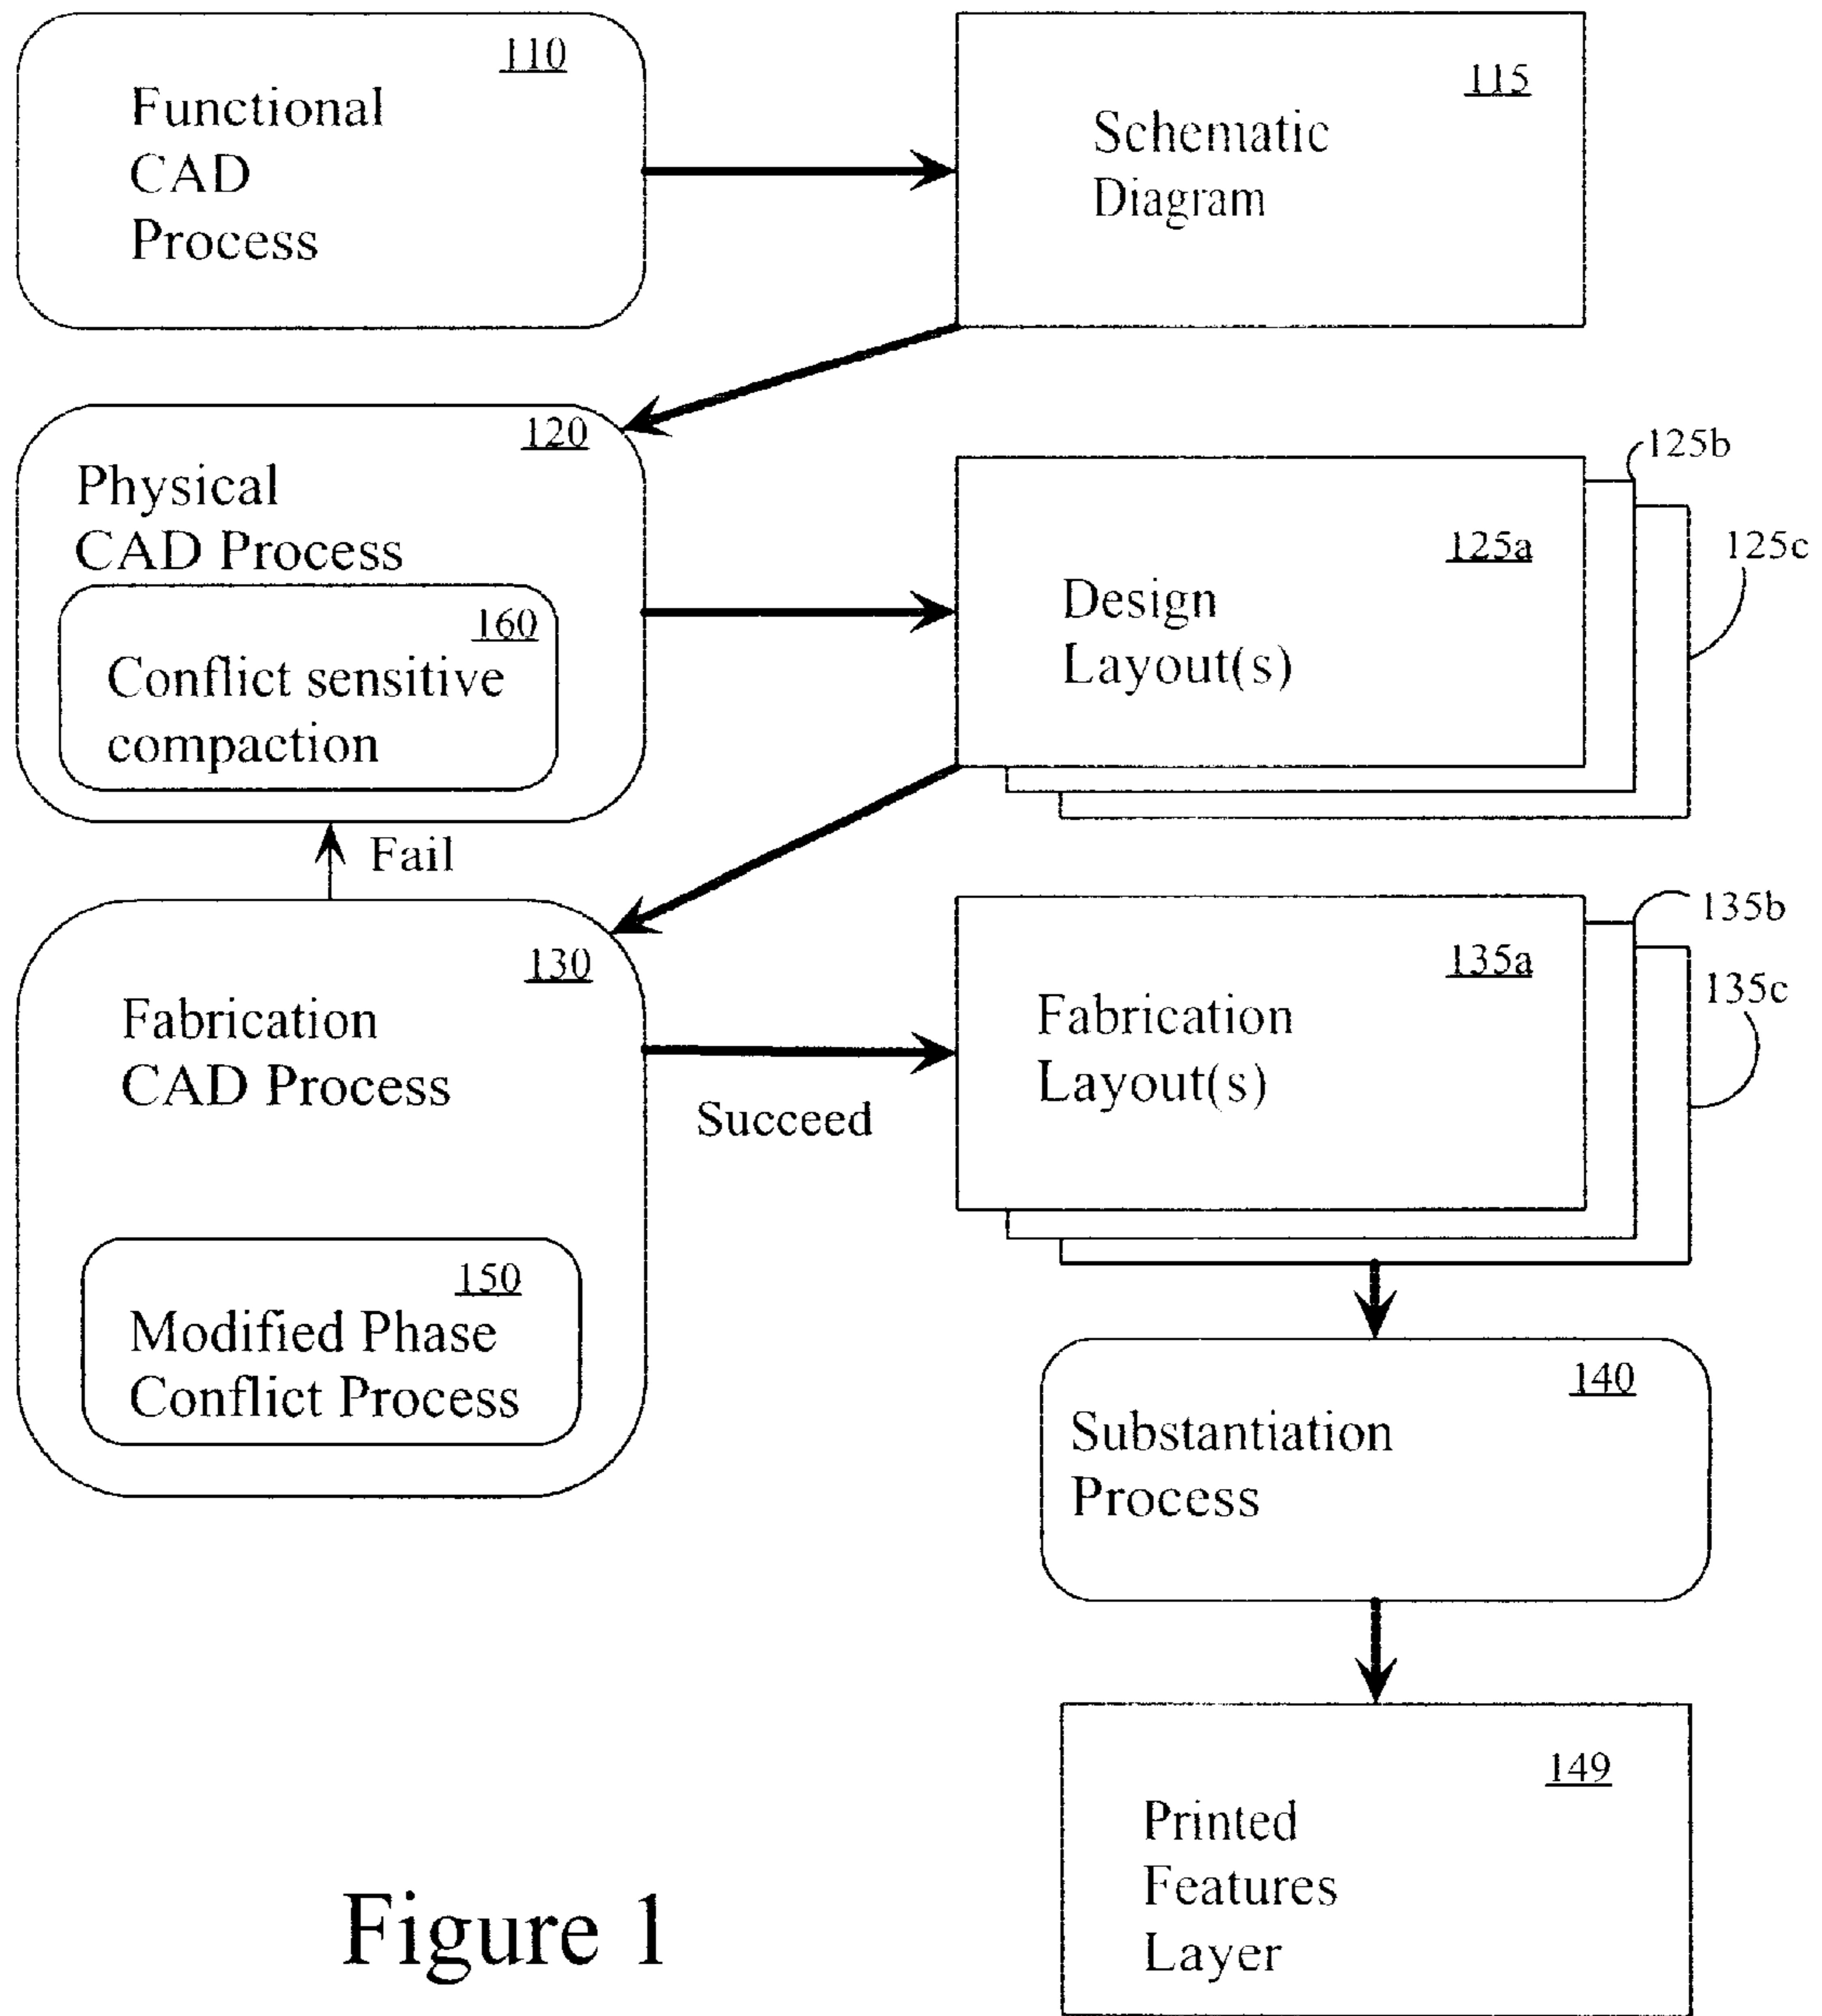 110
Functional
CAD
Process
115
Schematic
Diagram
120
Physical
CAD Process
160
Conflict sensitive
compaction
125b
125a
125c
Design
Layout(s)
Fail
130
Fabrication
CAD Process
Succeed
135b
135a
135c
Fabrication
Layout(s)
150
Modified Phase
Conflict Process
140
Substantiation
Process
149
Printed
Features
Layer
Figure 1